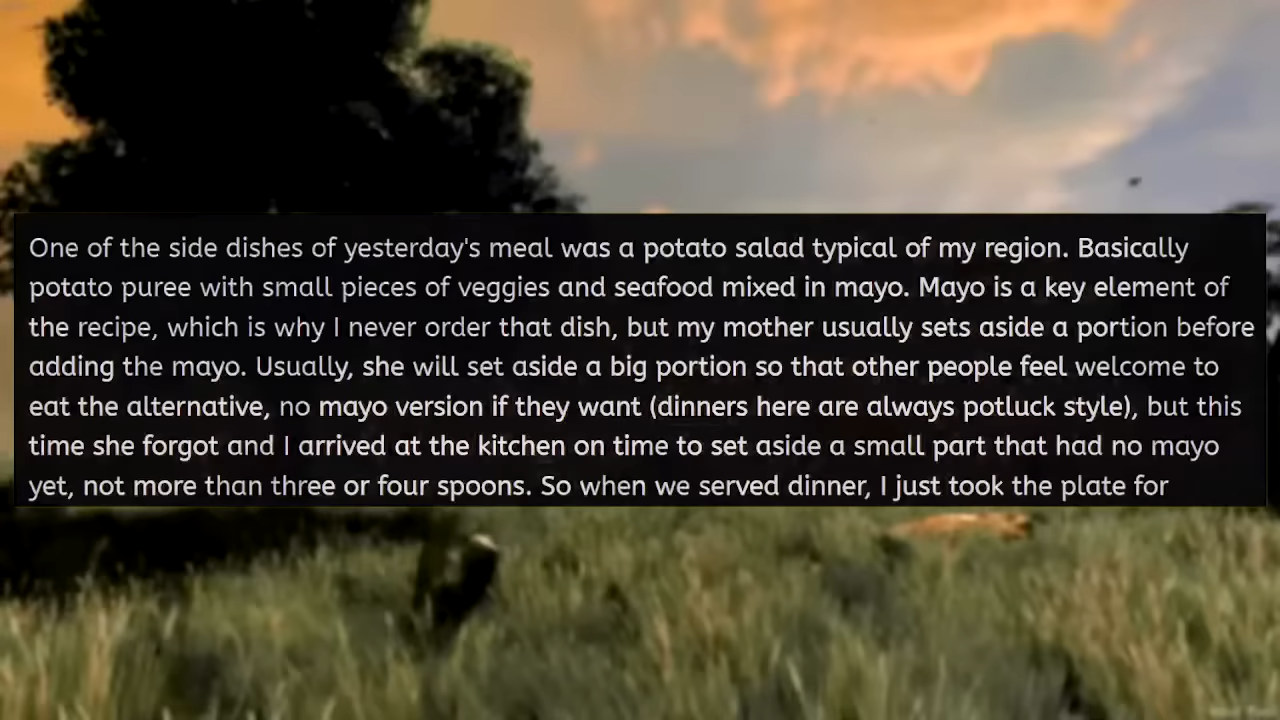 One of the side dishes of yesterday's meal was a potato salad typical of my region. Basically
potato puree with small pieces of veggies and seafood mixed in mayo. Mayo is a key element of
the recipe, which is why I never order that dish, but my mother usually sets aside a portion before
adding the mayo. Usually, she will set aside a big portion so that other people feel welcome to
eat the alternative, no mayo version if they want (dinners here are always potluck style), but this
time she forgot and I arrived at the kitchen on time to set aside a small part that had no mayo
yet, not more than three or four spoons. So when we served dinner, I just took the plate for